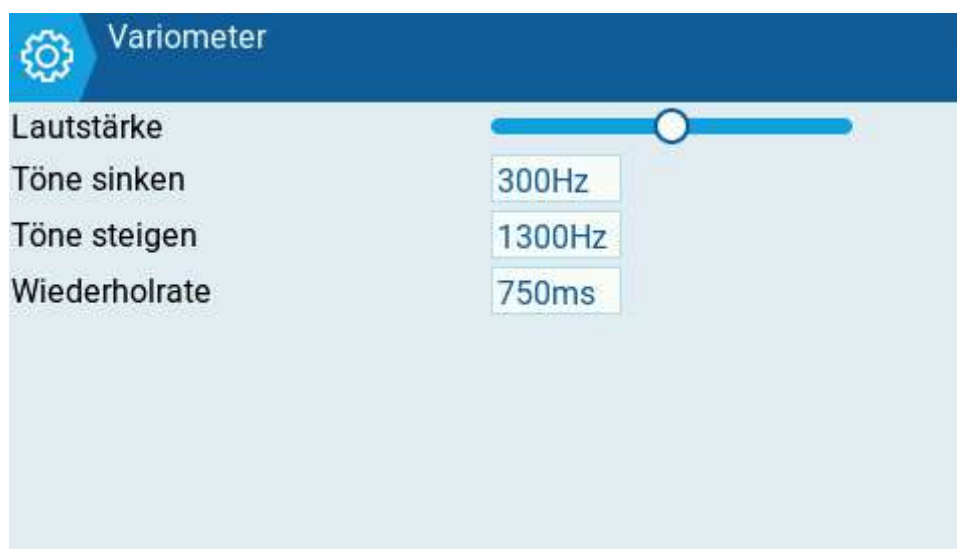 Variometer
Lautstärke
Töne sinken 300Hz
Töne steigen 1300Hz
Wiederholrate 750ms